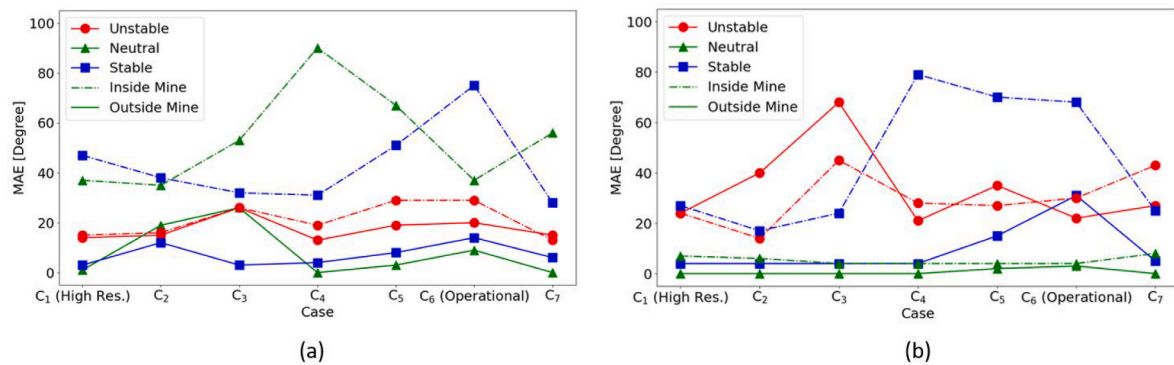 100
80
60
40
20
0
MAE [Degree]
Unstable
Neutral
Stable
Inside Mine
Outside Mine
C1 (High Res.) C2 C3 C4 C5 C6 (Operational) C7
Case
(a)
100
80
60
40
20
0
MAE [Degree]
Unstable
Neutral
Stable
Inside Mine
Outside Mine
C1 (High Res.) C2 C3 C4 C5 C6 (Operational) C7
Case
(b)